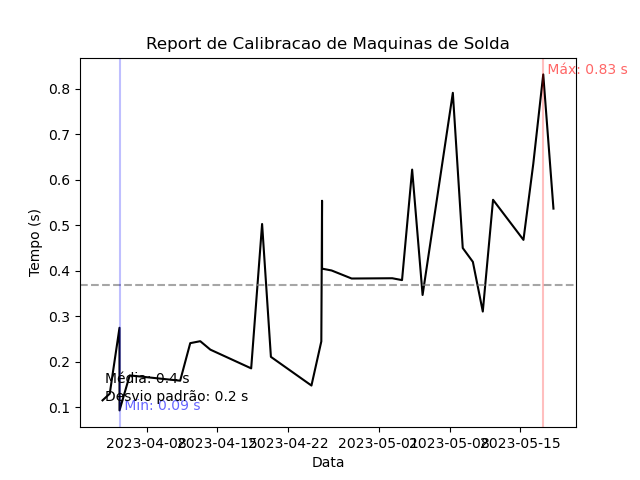 Report de Calibracao de Maquinas de Solda
Máx: 0.83 s
0.8
0.7
0.6
0.5
0.4
0.3
0.2
0.1
Tempo (s)
Média: 0.4 s
Desvio padrão: 0.2 s
Mín: 0.09 s
2023-04-08 2023-04-15 2023-04-22 2023-05-01 2023-05-08 2023-05-15
Data